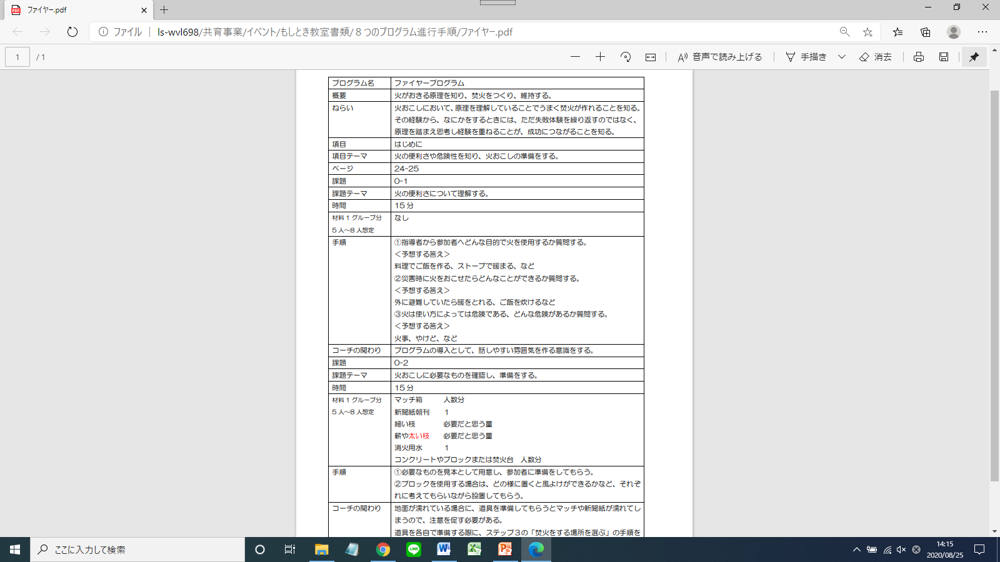 ファイヤー.pdf
ファイル ls-wvl698/共育事業/イベント/もしとき教室書類/８つのプログラム進行手順/ファイヤー.pdf
1 / 1 音声で読み上げる 手描き 消去
プログラム名 ファイヤープログラム
概要 火がおきる原理を知り、焚火をつくり、維持する。
ねらい 火おこしにおいて、原理を理解していることでうまく焚火が作れることを知る。
その経験から、なにかをするときには、ただ失敗体験を繰り返すのではなく、
原理を踏まえ思考し経験を重ねることが、成功につながることを知る。
項目 はじめに
項目テーマ 火の便利さや危険性を知り、火おこしの準備をする。
ページ 24-25
課題 0-1
課題テーマ 火の便利さについて理解する。
時間 15 分
材料 1 グループ分 なし
5 人～8 人想定
手順 ①指導者から参加者へどんな目的で火を使用するか質問する。
＜予想する答え＞
料理でご飯を作る、ストーブで暖まる、など
②災害時に火をおこせたらどんなことができるか質問する。
＜予想する答え＞
外に避難していたら暖をとれる、ご飯を炊けるなど
③火は使い方によっては危険である、どんな危険があるか質問する。
＜予想する答え＞
火事、やけど、など
コーチの関わり プログラムの導入として、話しやすい雰囲気を作る意識をする。
課題 0-2
課題テーマ 火おこしに必要なものを確認し、準備をする。
時間 15 分
材料 1 グループ分 マッチ箱 人数分
5 人～8 人想定 新聞紙朝刊 1
細い枝 必要だと思う量
薪や太い枝 必要だと思う量
消火用水 1
コンクリートやブロックまたは焚火台 人数分
手順 ①必要なものを見本として用意し、参加者に準備をしてもらう。
②ブロックを使用する場合は、どの様に置くと風よけができるかなど、それぞ
れに考えてもらいながら設置してもらう。
コーチの関わり 地面が濡れている場合に、道具を準備してもらうとマッチや新聞紙が濡れてし
まうので、注意を促す必要がある。
道具を各自で準備する際に、ステップ３の「焚火をする場所を選ぶ」の手順を
ここに入力して検索
14:15
2020/08/25